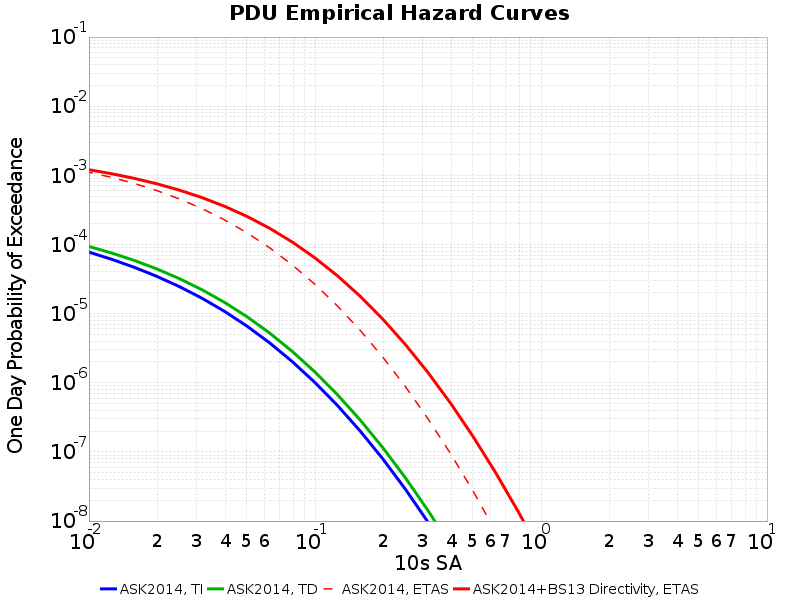 PDU Empirical Hazard Curves
One Day Probability of Exceedance
10-1
10-2
10-3
10-4
10-5
10-6
10-7
10-8
10-2 2 3 4 5 6 10-1 2 3 4 5 6 7 100 2 3 4 5 6 7 101
10s SA
ASK2014, TI ASK2014, TD ASK2014, ETAS ASK2014+BS13 Directivity, ETAS